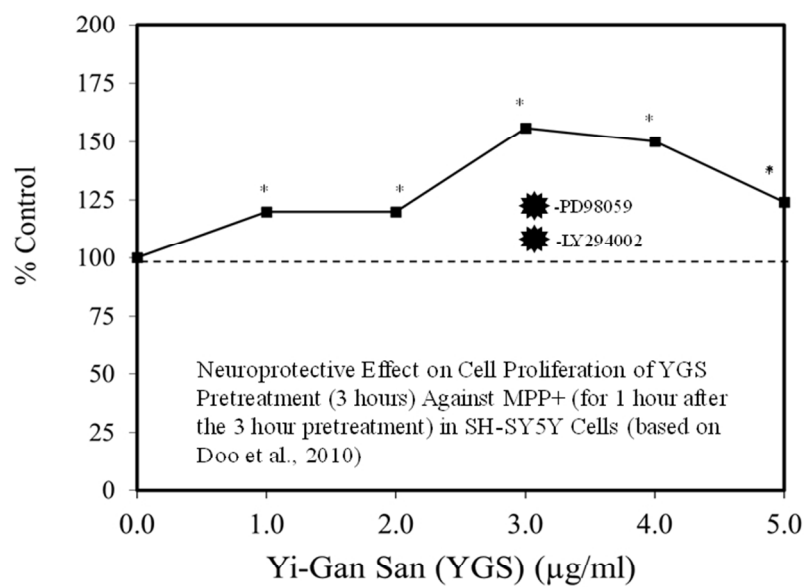 200
175
*
150
*
*
125
*
*
-PD98059
% Control
100
-LY294002
75
Neuroprotective Effect on Cell Proliferation of YGS
50
Pretreatment (3 hours) Against MPP+ (for 1 hour after
the 3 hour pretreatment) in SH-SY5Y Cells (based on
25
Doo et al., 2010)
0
0.0 1.0 2.0 3.0 4.0 5.0
Yi-Gan San (YGS) (µg/ml)